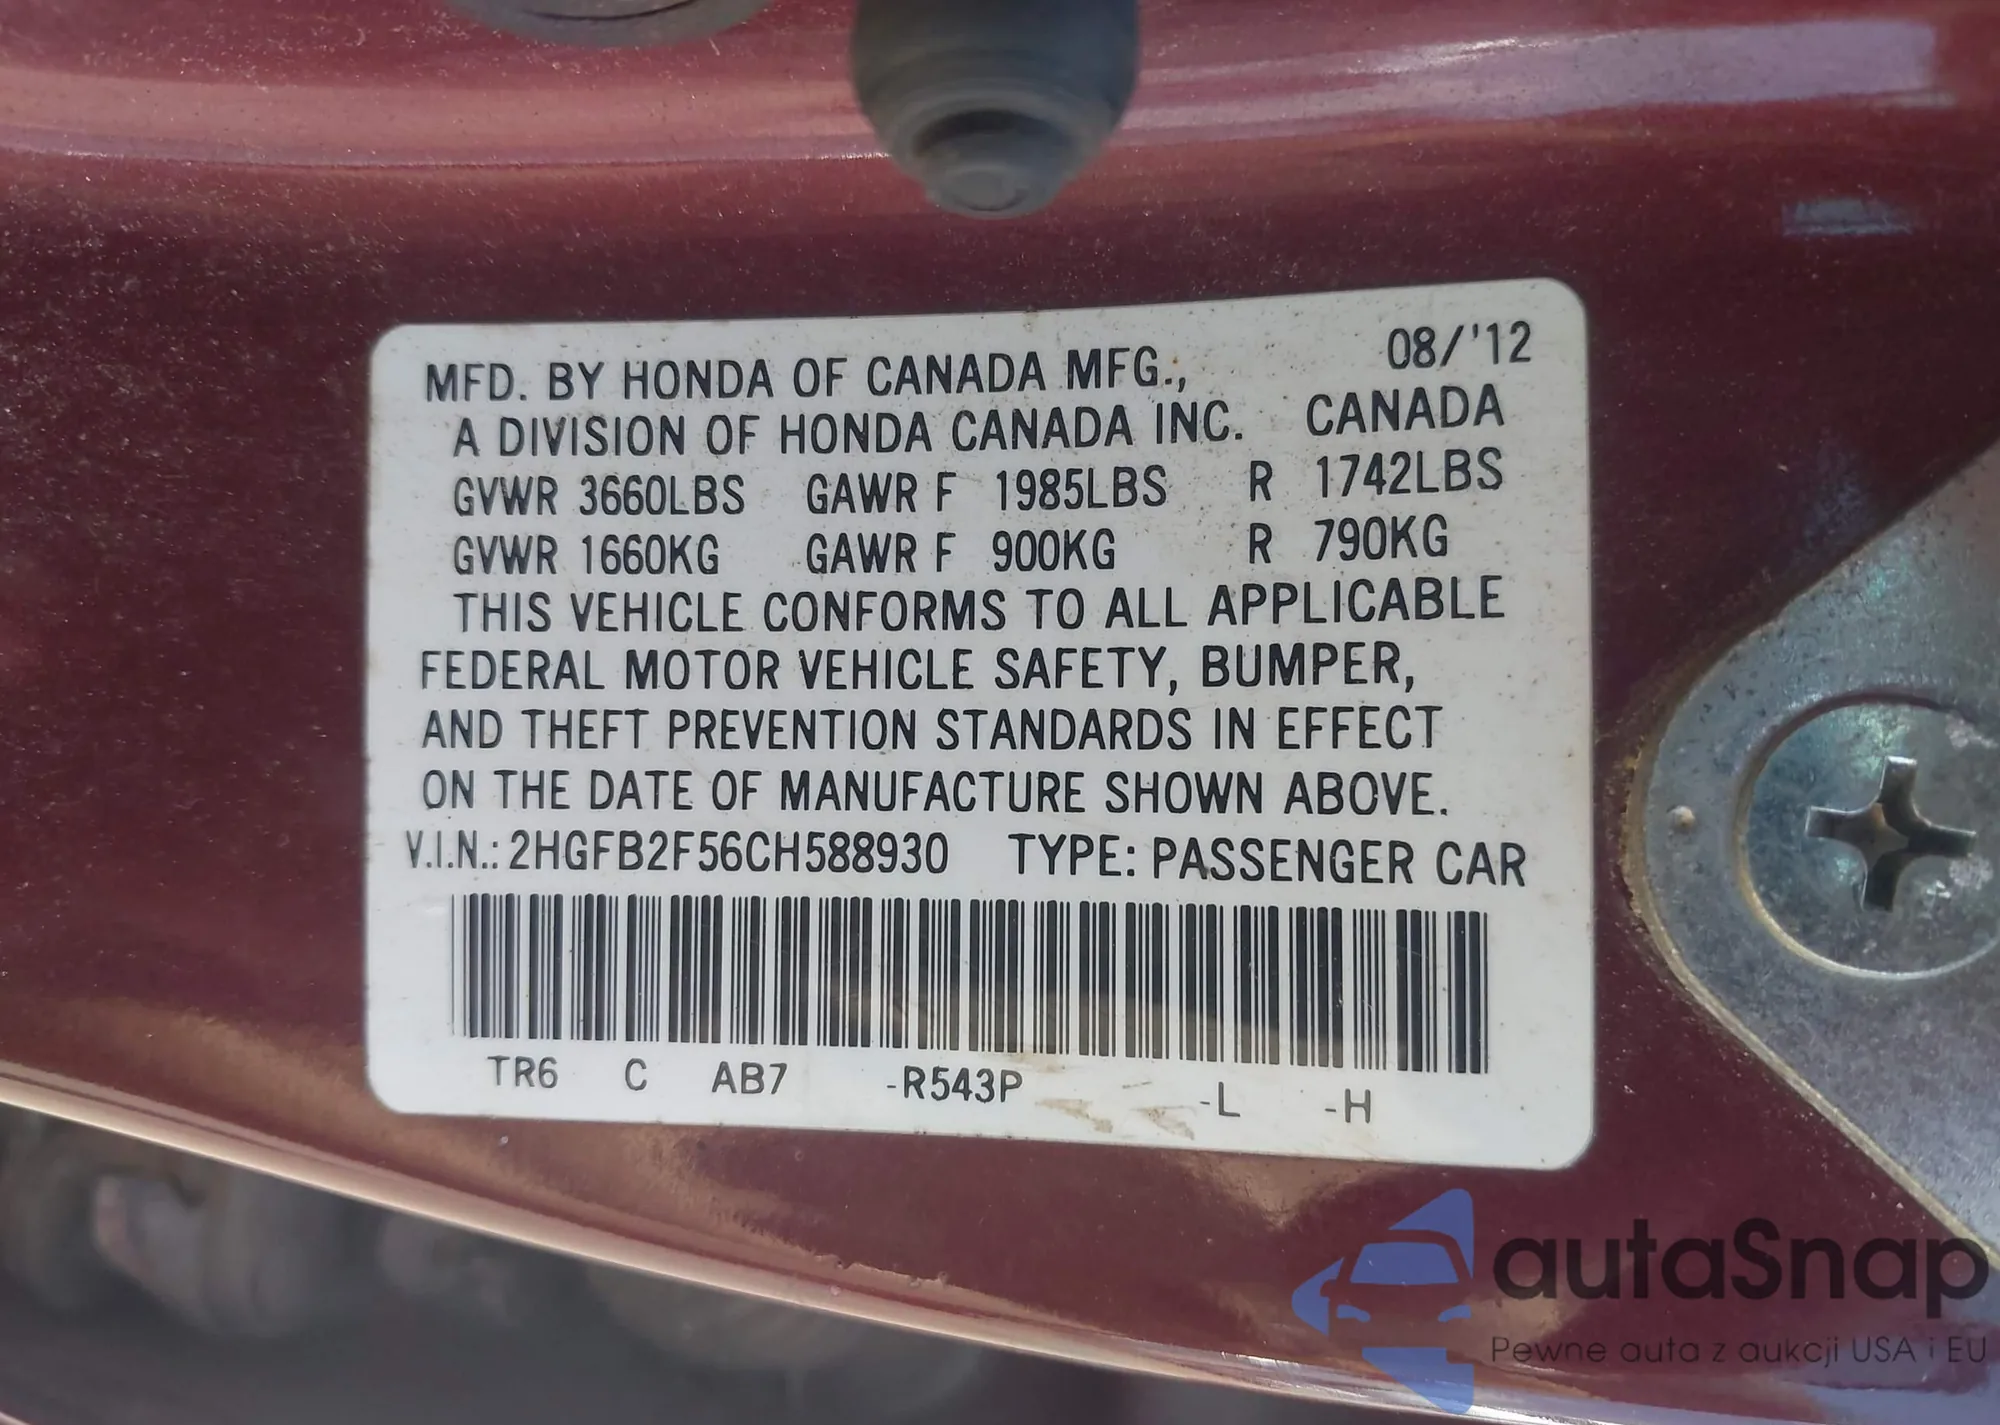 MFD. BY HONDA OF CANADA MFG., 08/'12
A DIVISION OF HONDA CANADA INC. CANADA
GVWR 3660LBS GAWR F 1985LBS R 1742LBS
GVWR 1660KG GAWR F 900KG R 790KG
THIS VEHICLE CONFORMS TO ALL APPLICABLE
FEDERAL MOTOR VEHICLE SAFETY, BUMPER,
AND THEFT PREVENTION STANDARDS IN EFFECT
ON THE DATE OF MANUFACTURE SHOWN ABOVE.
V.I.N.: 2HGFB2F56CH588930 TYPE: PASSENGER CAR
TR6 C AB7 -R543P -L -H
autaSnap
Pewne auta z aukcji USA i EU